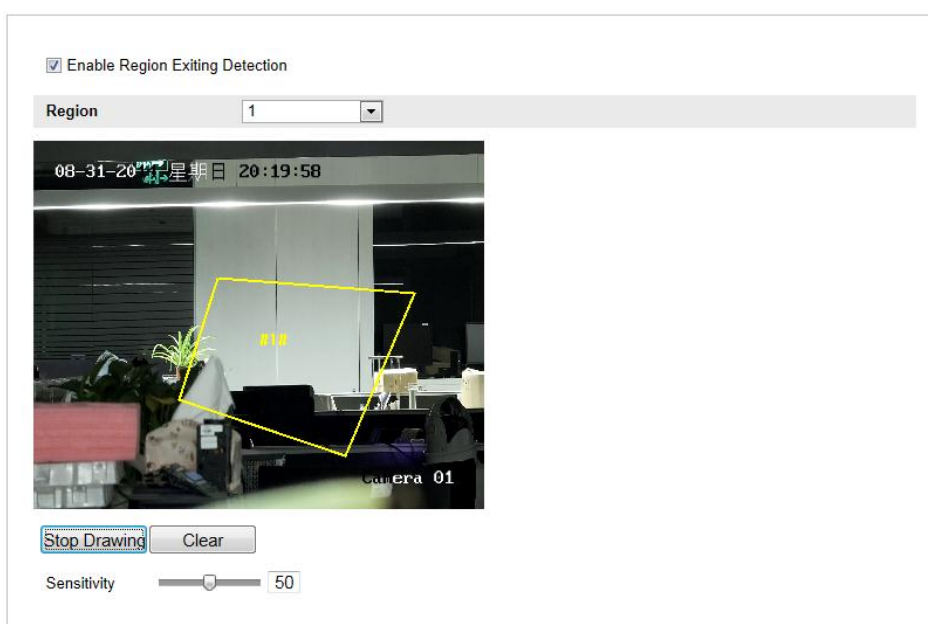 Enable Region Exiting Detection
Region 1
08-31-20 星期日 20:19:58
#1#
Camera 01
Stop Drawing Clear
Sensitivity 50